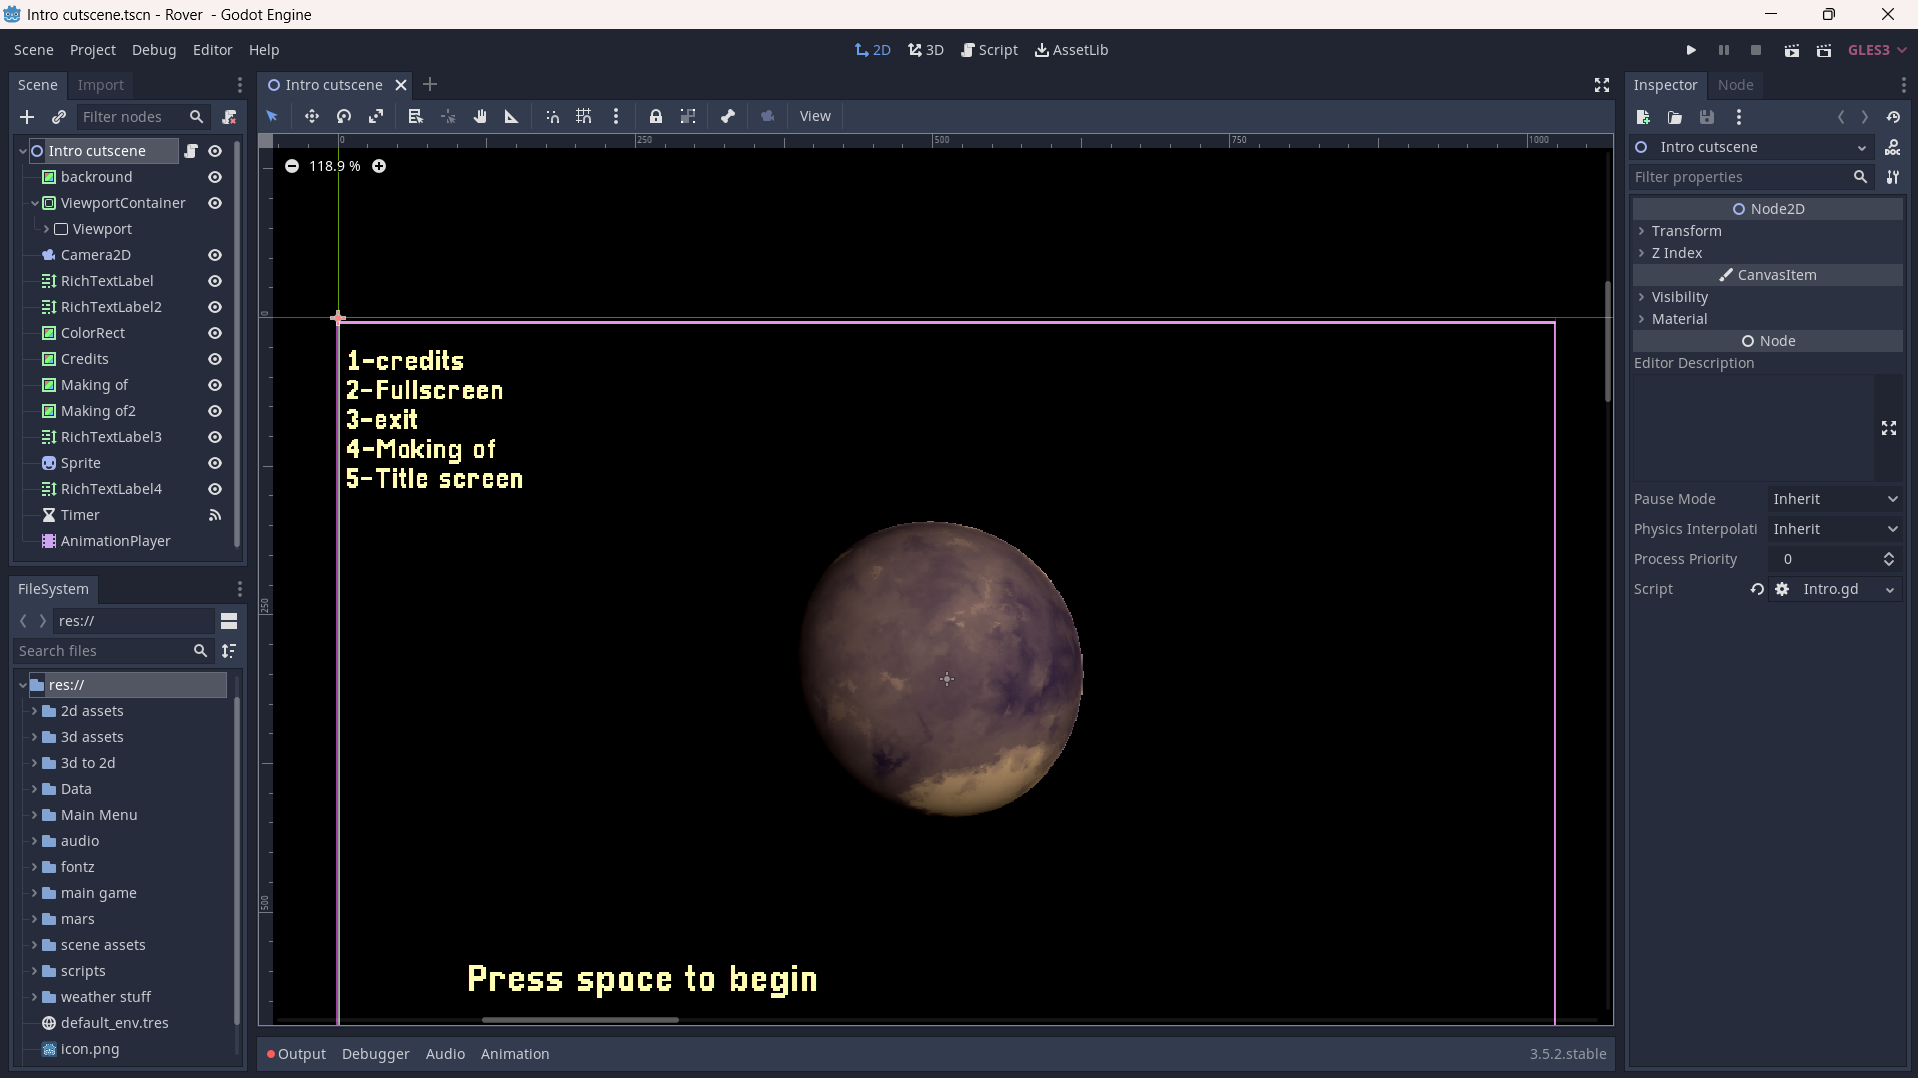 Intro cutscene.tscn - Rover  - Godot Engine
Scene Project Debug Editor Help
2D 3D Script AssetLib
GLES3
Scene Import
Filter nodes
Intro cutscene
backround
ViewportContainer
Viewport
Camera2D
RichTextLabel
RichTextLabel2
ColorRect
Credits
Making of
Making of2
RichTextLabel3
Sprite
RichTextLabel4
Timer
AnimationPlayer
FileSystem
res://
Search files
res://
2d assets
3d assets
3d to 2d
Data
Main Menu
audio
fontz
main game
mars
scene assets
scripts
weather stuff
default_env.tres
icon.png
Intro cutscene
View
0 250 500 750 1000
118.9 %
0
250
500
1-credits
2-Fullscreen
3-exit
4-Making of
5-Title screen
Press space to begin
Output Debugger Audio Animation
3.5.2.stable
Inspector Node
Intro cutscene
DOC
Filter properties
Node2D
Transform
Z Index
CanvasItem
Visibility
Material
Node
Editor Description
Pause Mode Inherit
Physics Interpolati Inherit
Process Priority 0
Script Intro.gd